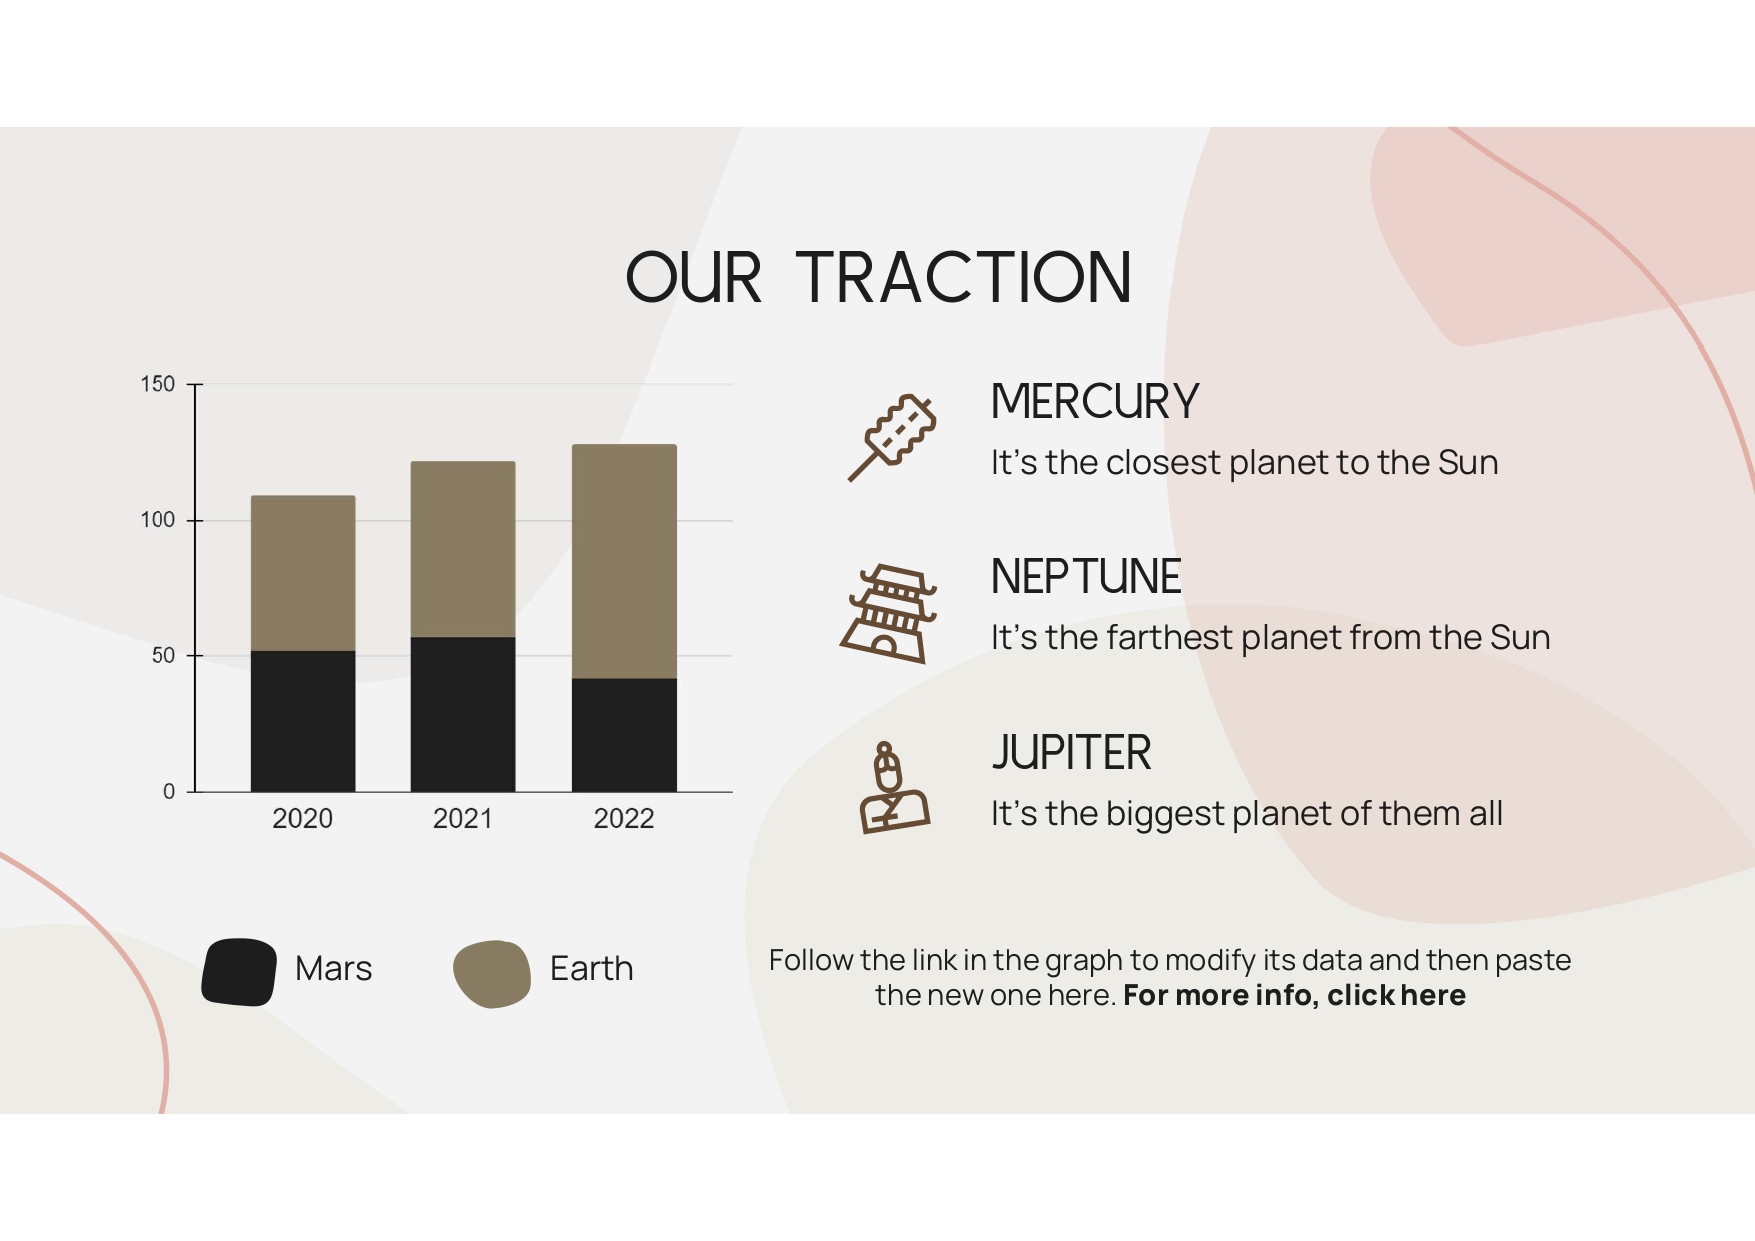 OUR TRACTION
150
100
50
0
2020
2021
2022
Mars
Earth
MERCURY
It’s the closest planet to the Sun
NEPTUNE
It’s the farthest planet from the Sun
JUPITER
It’s the biggest planet of them all
Follow the link in the graph to modify its data and then paste
the new one here. For more info, click here